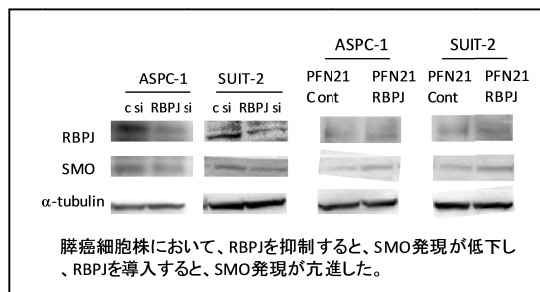 ASPC-1 SUIT-2
ASPC-1 SUIT-2
c si RBPJ si c si RBPJ si
PFN21 PFN21 PFN21 PFN21
Cont RBPJ Cont RBPJ
RBPJ
SMO
α-tubulin
膵癌細胞株において、RBPJを抑制すると、SMO発現が低下し
、RBPJを導入すると、SMO発現が亢進した。